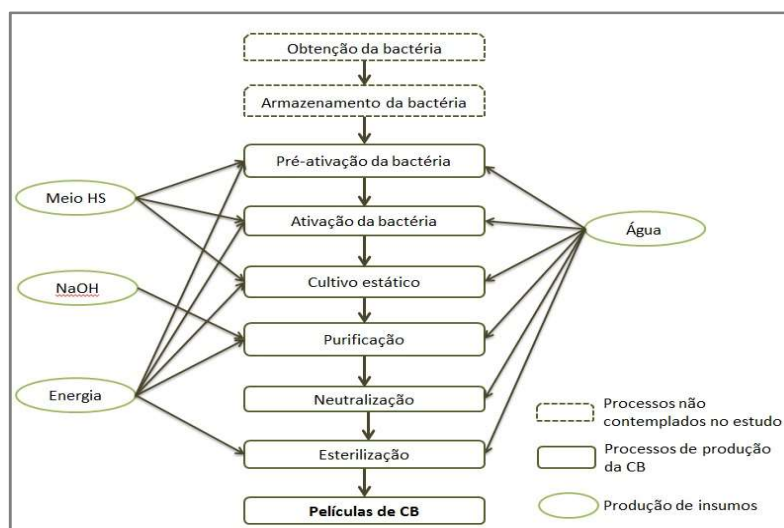 Obtenção da bactéria
Armazenamento da bactéria
Pré-ativação da bactéria
Meio HS
Ativação da bactéria
Água
Cultivo estático
NaOH
Purificação
Energia
Neutralização
Processos não
contemplados no estudo
Esterilização
Processos de produção
da CB
Películas de CB
Produção de insumos